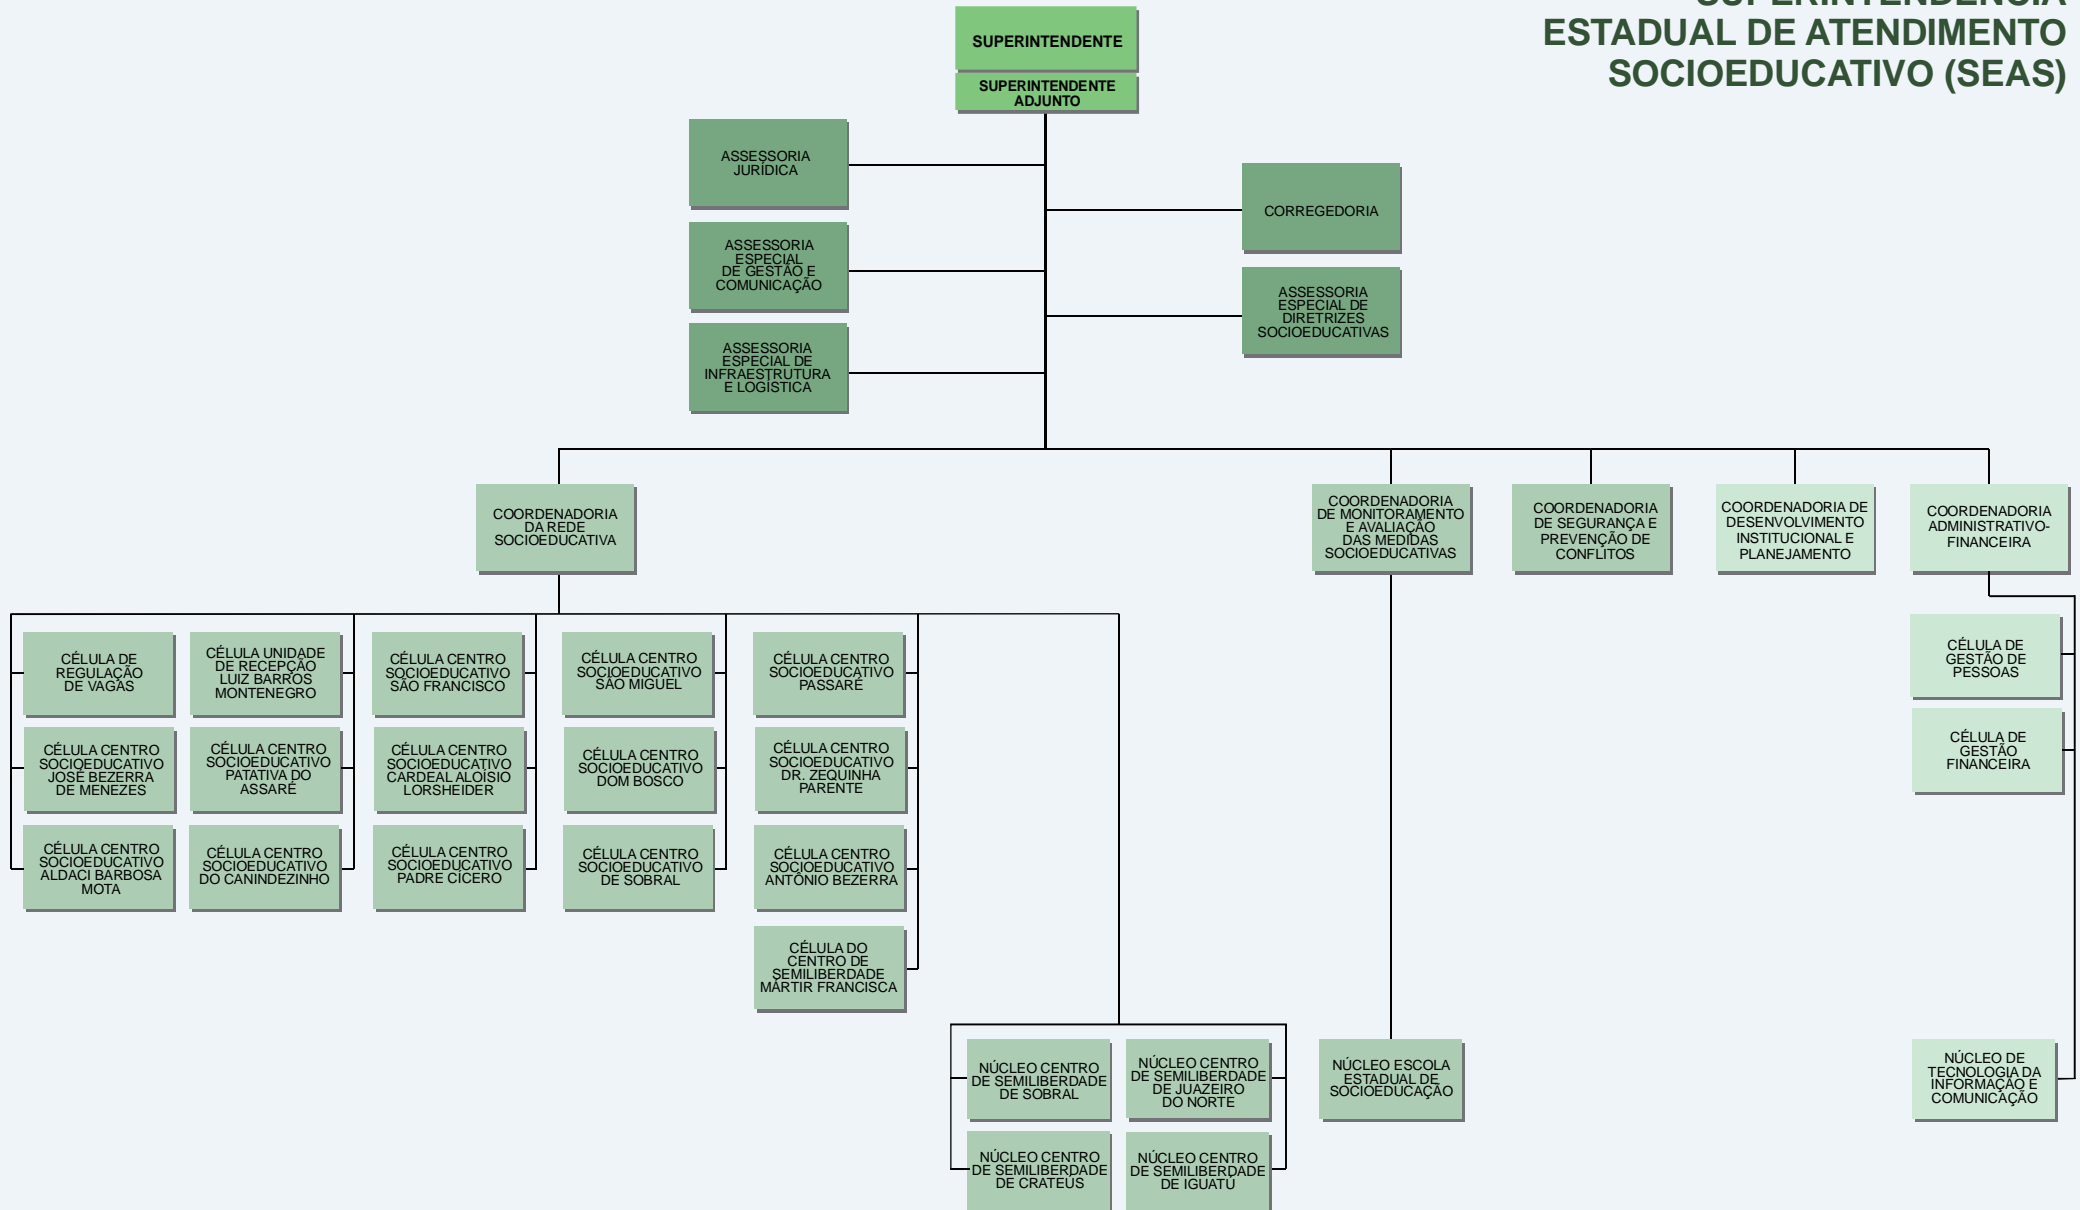 SUPERINTENDÊNCIA
ESTADUAL DE ATENDIMENTO
SOCIOEDUCATIVO (SEAS)
SUPERINTENDENTE
SUPERINTENDENTE
ADJUNTO
ASSESSORIA
JURÍDICA
CORREGEDORIA
ASSESSORIA
ESPECIAL
DE GESTÃO E
COMUNICAÇÃO
ASSESSORIA
ESPECIAL DE
DIRETRIZES
SOCIOEDUCATIVAS
ASSESSORIA
ESPECIAL DE
INFRAESTRUTURA
E LOGÍSTICA
COORDENADORIA
DA REDE
SOCIOEDUCATIVA
COORDENADORIA
DE MONITORAMENTO
E AVALIAÇÃO
DAS MEDIDAS
SOCIOEDUCATIVAS
COORDENADORIA
DE SEGURANÇA E
PREVENÇÃO DE
CONFLITOS
COORDENADORIA DE
DESENVOLVIMENTO
INSTITUCIONAL E
PLANEJAMENTO
COORDENADORIA
ADMINISTRATIVO-
FINANCEIRA
CÉLULA DE
REGULAÇÃO
DE VAGAS
CÉLULA UNIDADE
DE RECEPÇÃO
LUIZ BARROS
MONTENEGRO
CÉLULA CENTRO
SOCIOEDUCATIVO
SÃO FRANCISCO
CÉLULA CENTRO
SOCIOEDUCATIVO
SÃO MIGUEL
CÉLULA CENTRO
SOCIOEDUCATIVO
PASSARÉ
CÉLULA DE
GESTÃO DE
PESSOAS
CÉLULA CENTRO
SOCIOEDUCATIVO
JOSÉ BEZERRA
DE MENEZES
CÉLULA CENTRO
SOCIOEDUCATIVO
PATATIVA DO
ASSARÉ
CÉLULA CENTRO
SOCIOEDUCATIVO
CARDEAL ALOÍSIO
LORSHEIDER
CÉLULA CENTRO
SOCIOEDUCATIVO
DOM BOSCO
CÉLULA CENTRO
SOCIOEDUCATIVO
DR. ZEQUINHA
PARENTE
CÉLULA DE
GESTÃO
FINANCEIRA
CÉLULA CENTRO
SOCIOEDUCATIVO
ALDACI BARBOSA
MOTA
CÉLULA CENTRO
SOCIOEDUCATIVO
DO CANINDEZINHO
CÉLULA CENTRO
SOCIOEDUCATIVO
PADRE CÍCERO
CÉLULA CENTRO
SOCIOEDUCATIVO
DE SOBRAL
CÉLULA CENTRO
SOCIOEDUCATIVO
ANTÔNIO BEZERRA
CÉLULA DO
CENTRO DE
SEMILIBERDADE
MÁRTIR FRANCISCA
NÚCLEO CENTRO
DE SEMILIBERDADE
DE SOBRAL
NÚCLEO CENTRO
DE SEMILIBERDADE
DE JUAZEIRO
DO NORTE
NÚCLEO ESCOLA
ESTADUAL DE
SOCIOEDUCAÇÃO
NÚCLEO DE
TECNOLOGIA DA
INFORMAÇÃO E
COMUNICAÇÃO
NÚCLEO CENTRO
DE SEMILIBERDADE
DE CRATEÚS
NÚCLEO CENTRO
DE SEMILIBERDADE
DE IGUATÚ